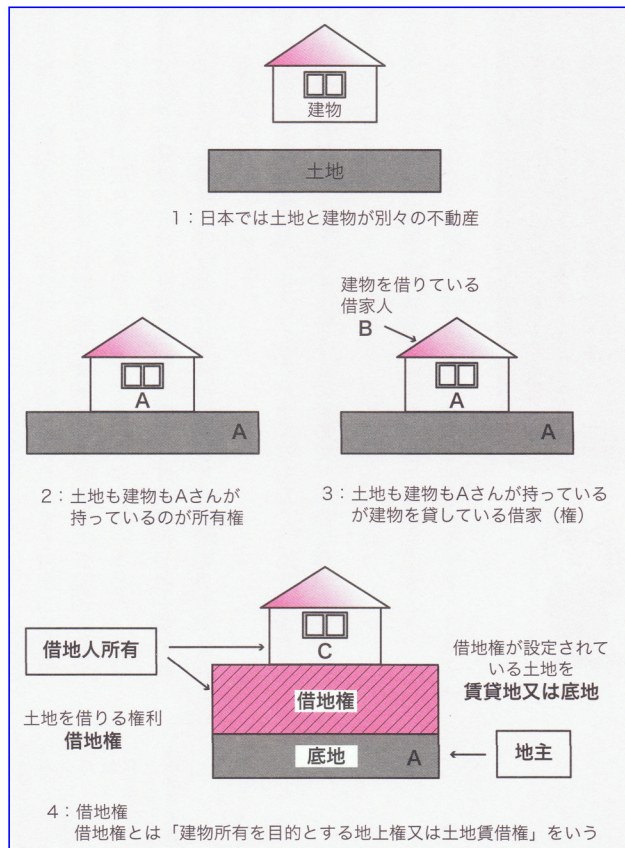 建物
土地
1：日本では土地と建物が別々の不動産
建物を借りている
借家人
B
A
A
2：土地も建物もAさんが
持っているのが所有権
A
A
3：土地も建物もAさんが持っている
が建物を貸している借家（権）
借地人所有
土地を借りる権利
借地権
C
借地権
底地
A
借地権が設定されて
いる土地を
賃貸地又は底地
地主
4：借地権
借地権とは「建物所有を目的とする地上権又は土地賃借権」をいう